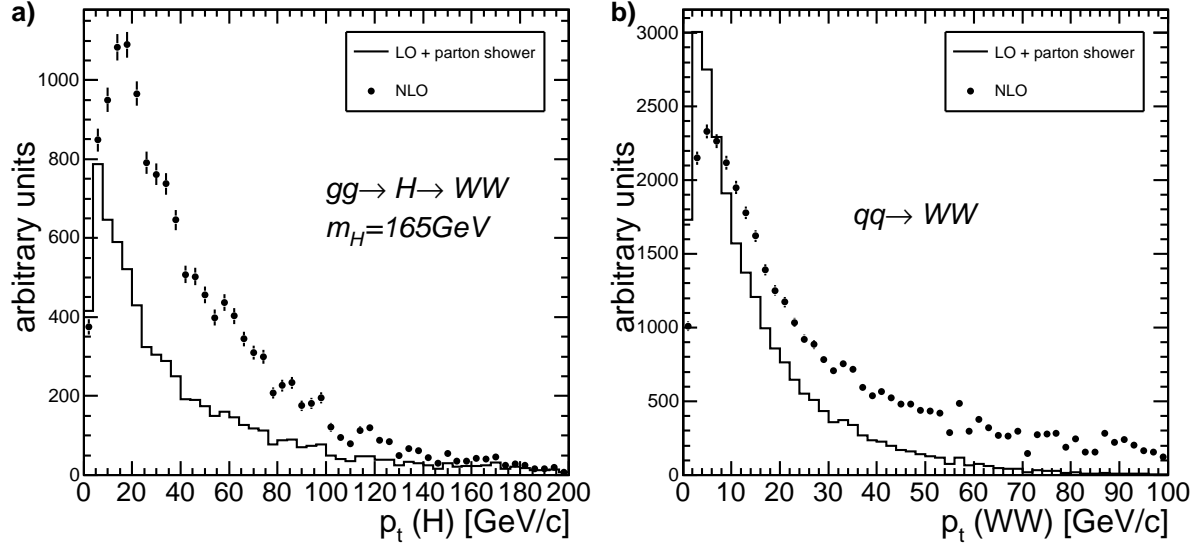 a)
arbitrary units
1000
800
600
400
200
0
LO + parton shower
NLO
gg→ H→ WW
m_H=165GeV
0 20 40 60 80 100 120 140 160 180 200
p_t (H) [GeV/c]
b)
arbitrary units
3000
2500
2000
1500
1000
500
0
LO + parton shower
NLO
qq→ WW
0 10 20 30 40 50 60 70 80 90 100
p_t (WW) [GeV/c]